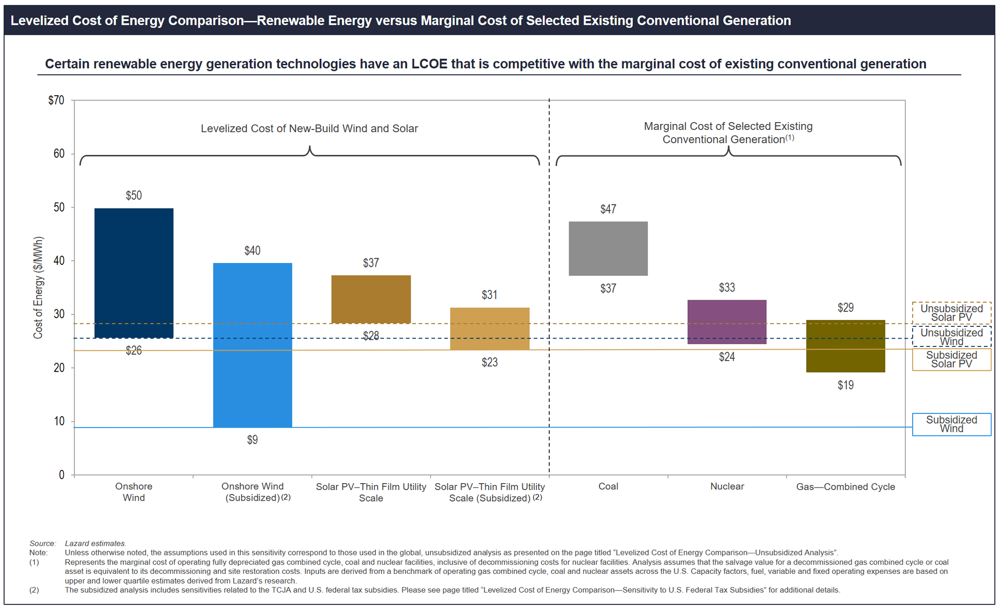 Levelized Cost of Energy Comparison—Renewable Energy versus Marginal Cost of Selected Existing Conventional Generation
Certain renewable energy generation technologies have an LCOE that is competitive with the marginal cost of existing conventional generation
Cost of Energy ($/MWh)
$70
60
50
40
30
20
10
0
Levelized Cost of New-Build Wind and Solar
Marginal Cost of Selected Existing
Conventional Generation(1)
$50
$26
$40
$9
$37
$28
$31
$23
$47
$37
$33
$24
$29
$19
Unsubsidized
Solar PV
Unsubsidized
Wind
Subsidized
Solar PV
Subsidized
Wind
Onshore
Wind
Onshore Wind
(Subsidized)(2)
Solar PV–Thin Film Utility
Scale
Solar PV–Thin Film Utility
Scale (Subsidized) (2)
Coal
Nuclear
Gas—Combined Cycle
Source: Lazard estimates.
Note: Unless otherwise noted, the assumptions used in this sensitivity correspond to those used in the global, unsubsidized analysis as presented on the page titled “Levelized Cost of Energy Comparison—Unsubsidized Analysis”.
(1) Represents the marginal cost of operating fully depreciated gas combined cycle, coal and nuclear facilities, inclusive of decommissioning costs for nuclear facilities. Analysis assumes that the salvage value for a decommissioned gas combined cycle or coal
asset is equivalent to its decommissioning and site restoration costs. Inputs are derived from a benchmark of operating gas combined cycle, coal and nuclear assets across the U.S. Capacity factors, fuel, variable and fixed operating expenses are based on
upper and lower quartile estimates derived from Lazard’s research.
(2) The subsidized analysis includes sensitivities related to the TCJA and U.S. federal tax subsidies. Please see page titled “Levelized Cost of Energy Comparison—Sensitivity to U.S. Federal Tax Subsidies” for additional details.